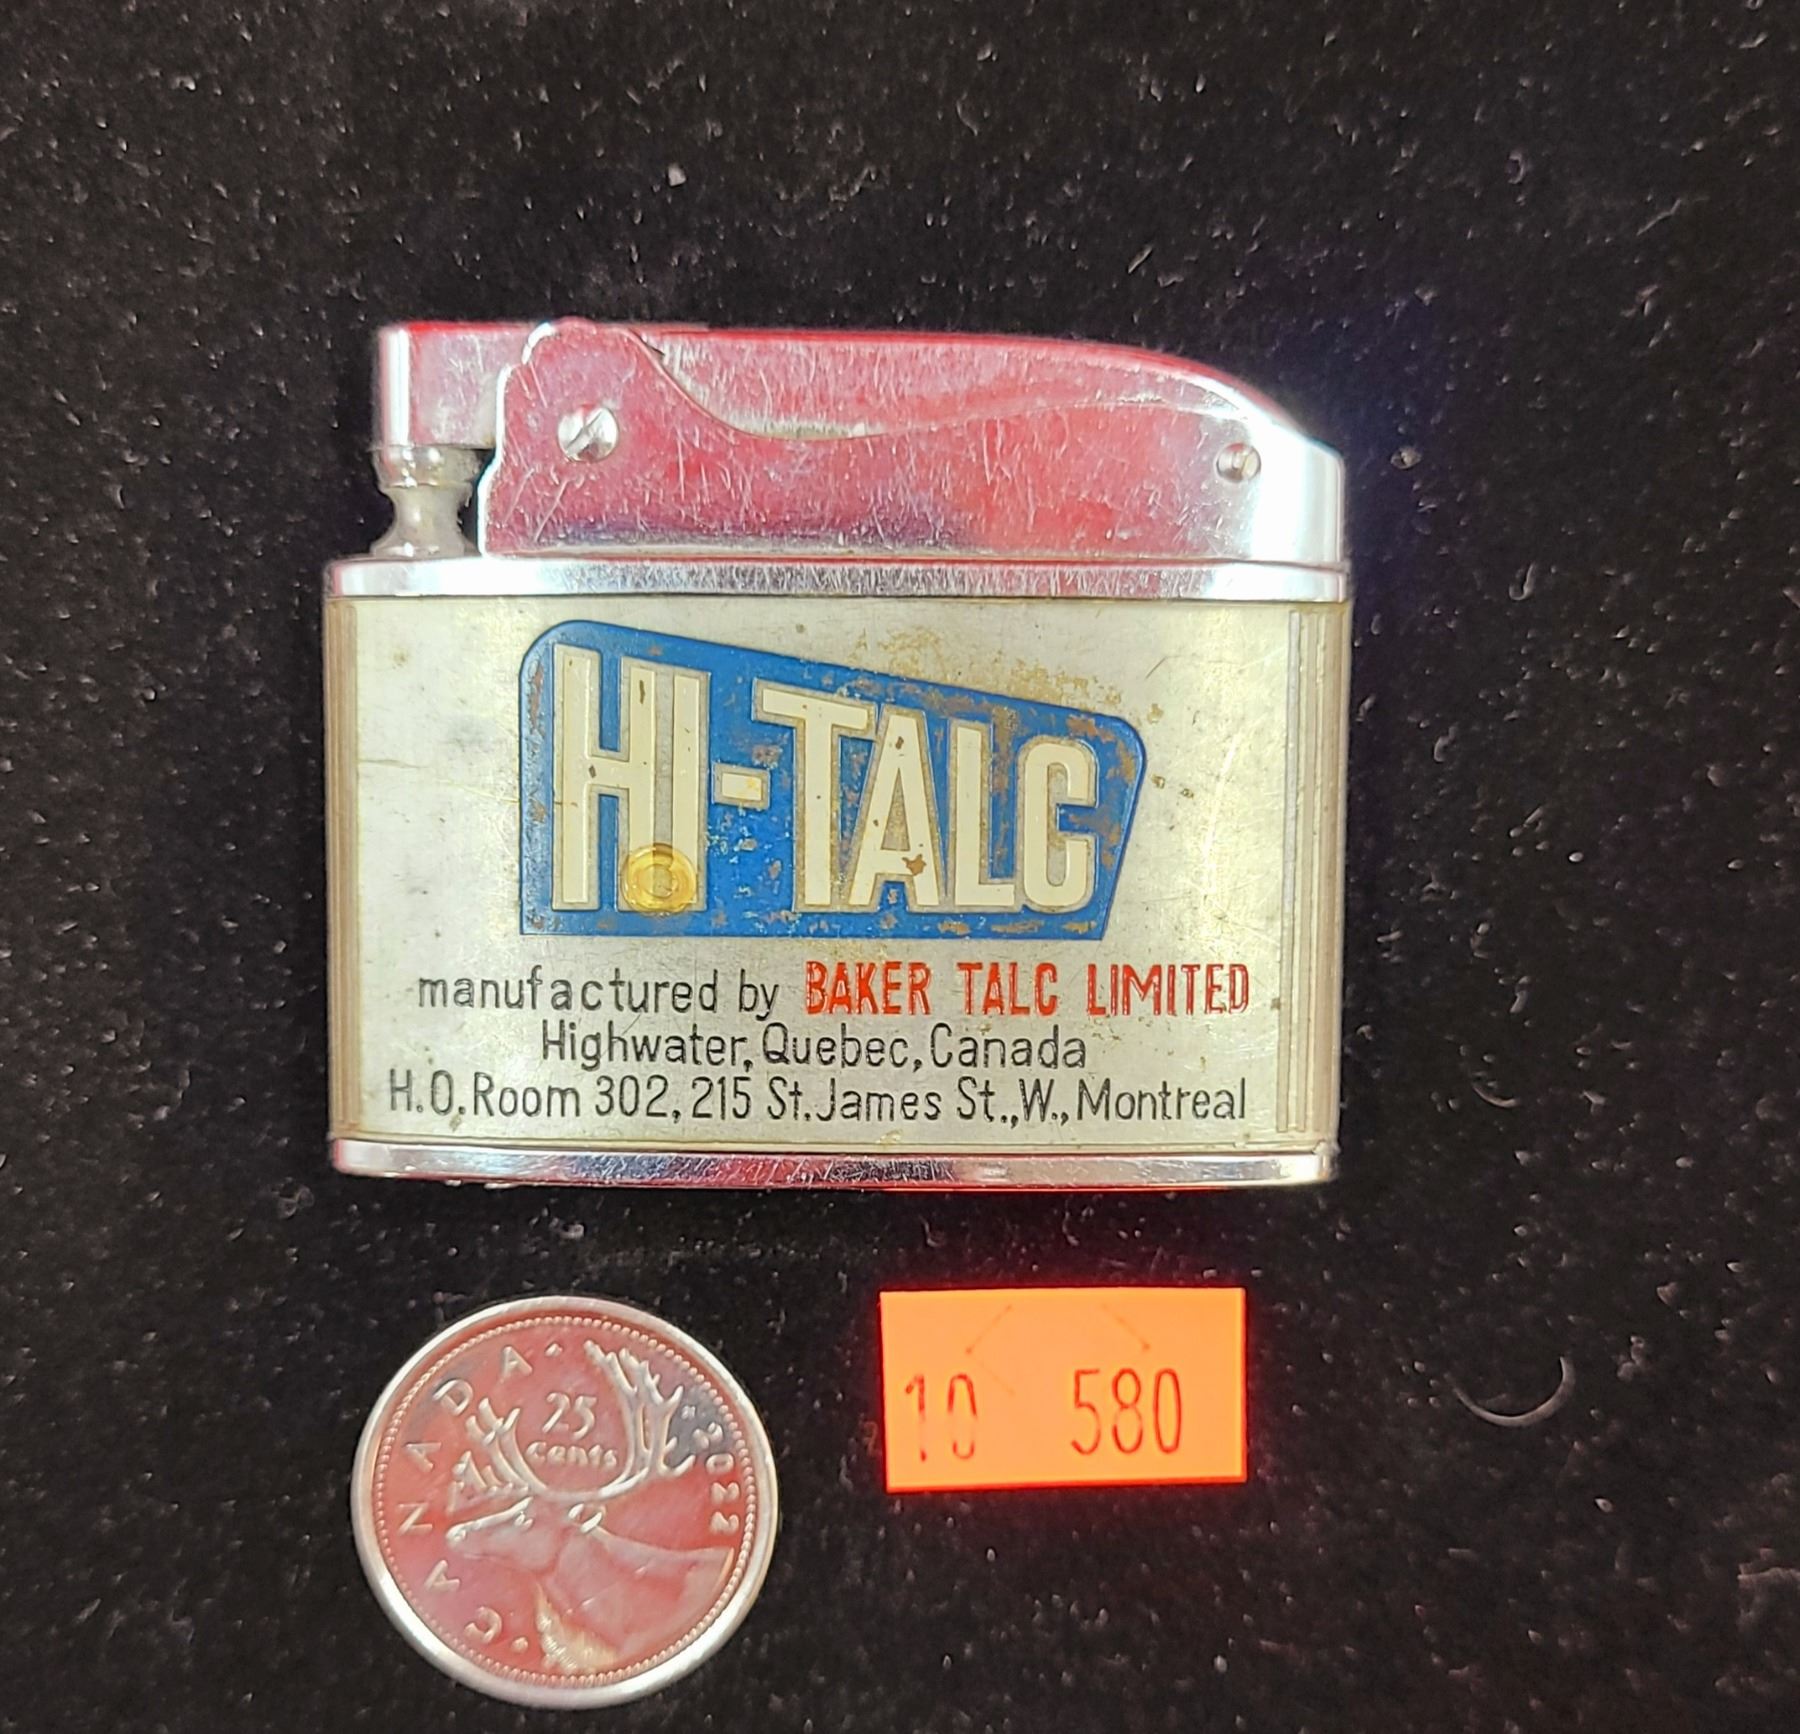 HI-TALC
manufactured by BAKER TALC LIMITED
Highwater, Quebec, Canada
H.O. Room 302, 215 St. James St., W., Montreal
CANADA
25
cents
2022
10 580